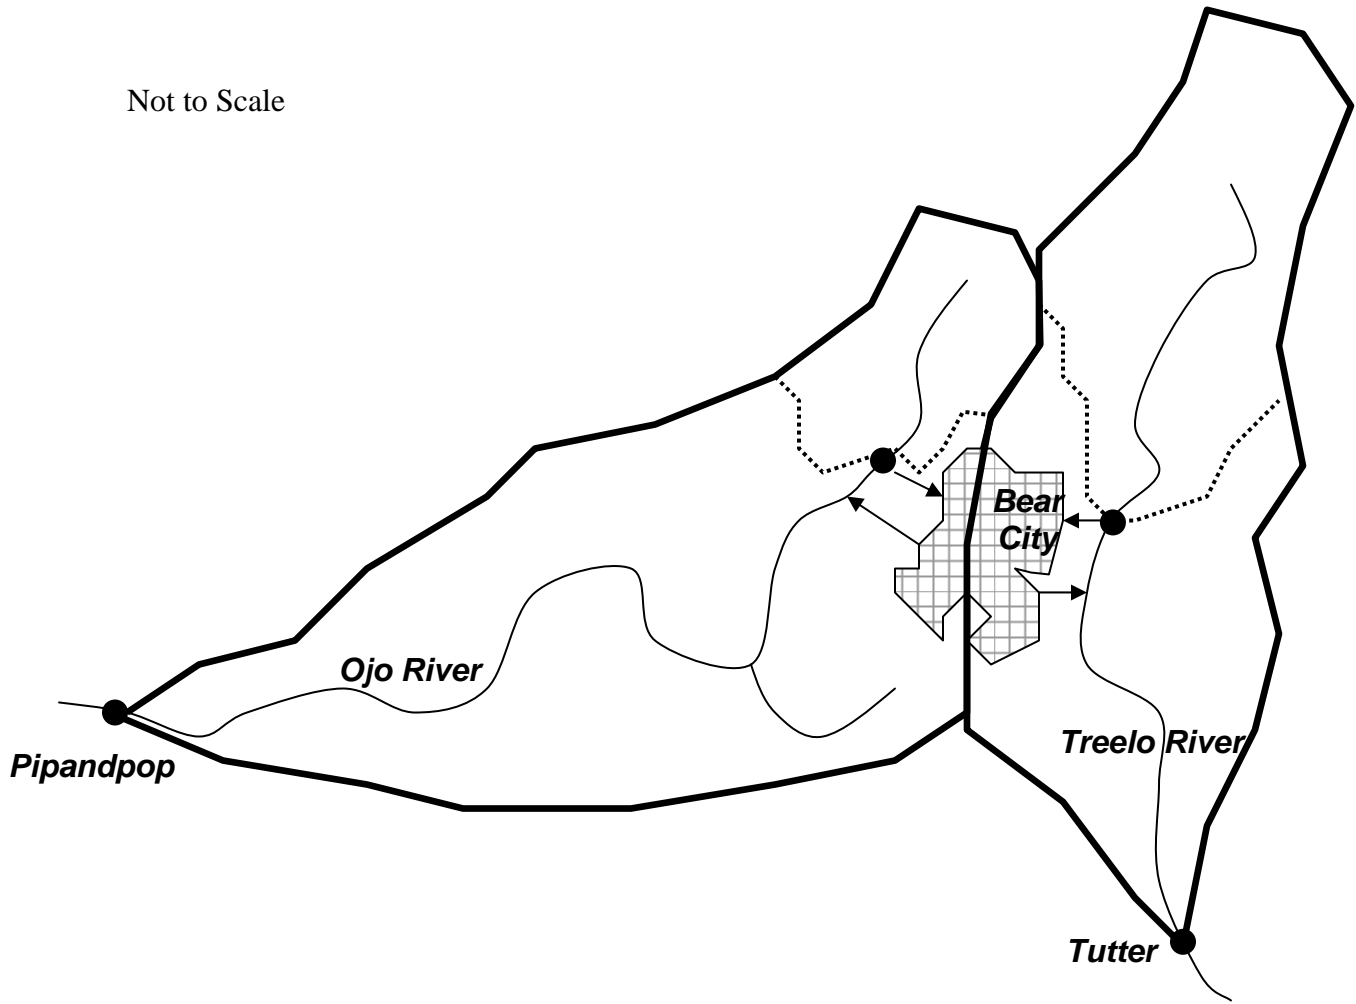 Not to Scale
Bear
City
Ojo River
Treelo River
Pipandpop
Tutter